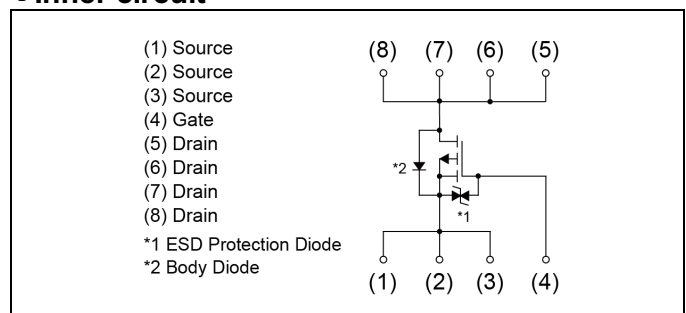 Inner circuit
(1) Source
(2) Source
(3) Source
(4) Gate
(5) Drain
(6) Drain
(7) Drain
(8) Drain
*1 ESD Protection Diode
*2 Body Diode
(8) (7) (6) (5)
*2
*1
(1) (2) (3) (4)